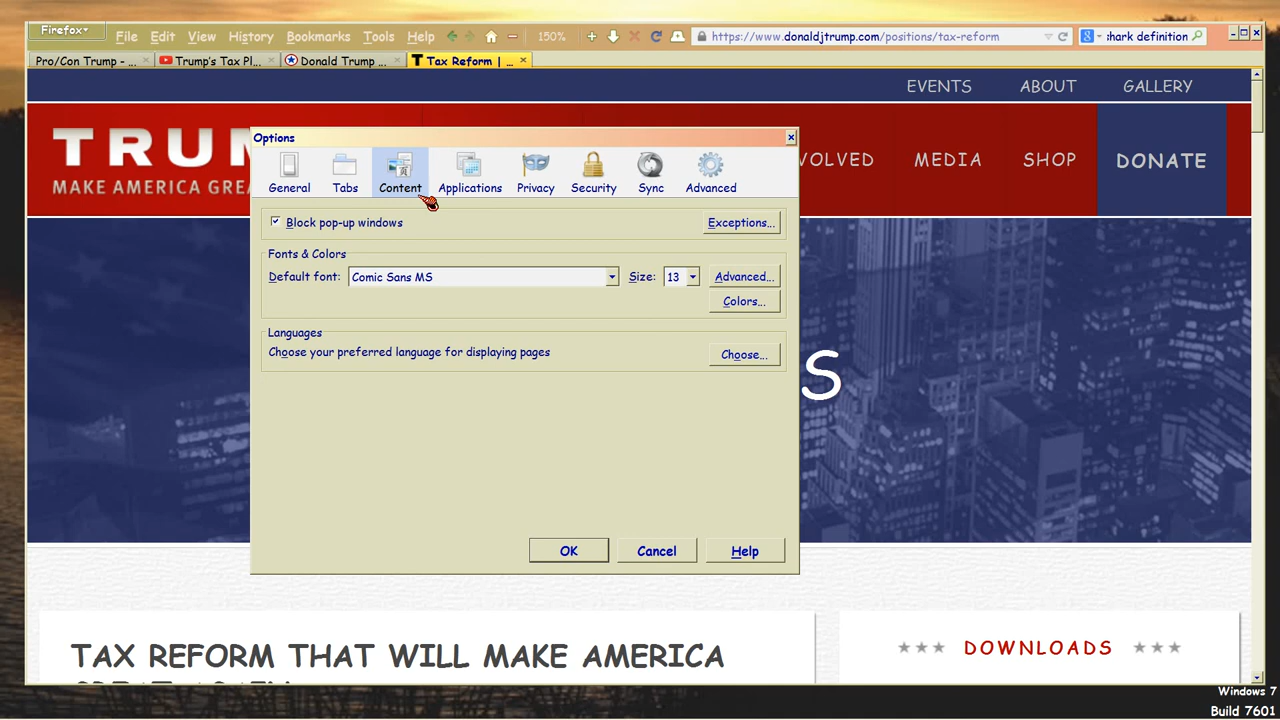 Firefox
File Edit View History Bookmarks Tools Help 150% https://www.donaldjtrump.com/positions/tax-reform shark definition
Pro/Con Trump - ... Trump's Tax Pl... Donald Trump ... Tax Reform | ...
EVENTS ABOUT GALLERY
TRUM
MAKE AMERICA GREA
VOLVED MEDIA SHOP DONATE
Options
General Tabs Content Applications Privacy Security Sync Advanced
Block pop-up windows Exceptions...
Fonts & Colors
Default font: Comic Sans MS Size: 13 Advanced...
Colors...
Languages
Choose your preferred language for displaying pages Choose...
S
OK Cancel Help
TAX REFORM THAT WILL MAKE AMERICA
DOWNLOADS
Windows 7
Build 7601